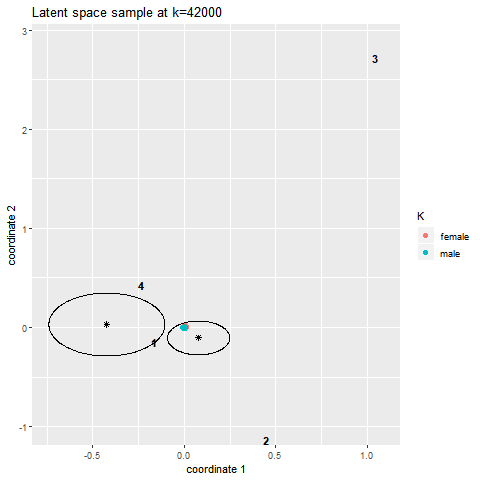 Latent space sample at k=42000
3
3
2
1
4
0
1
-1
2
-0.5
0.0
0.5
1.0
coordinate 1
coordinate 2
K
female
male